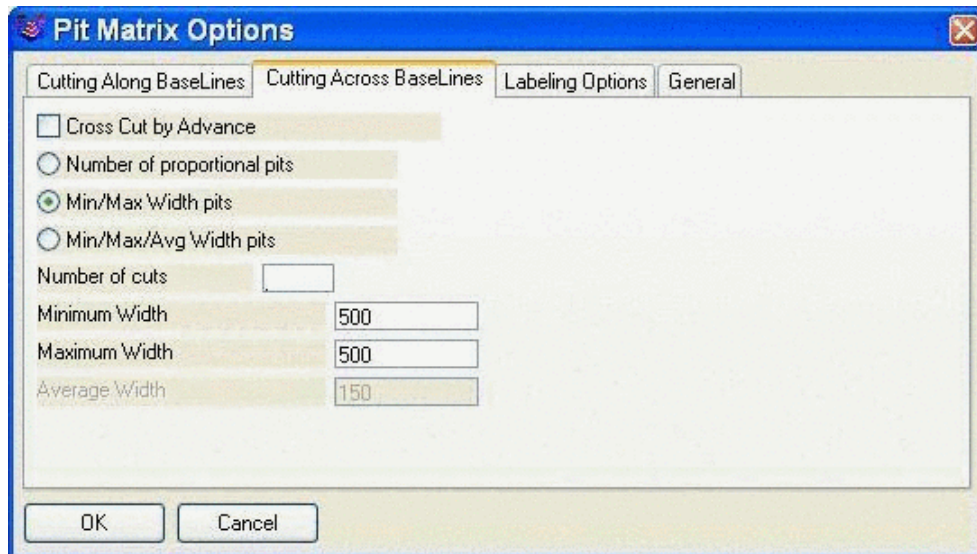 Pit Matrix Options
Cutting Along BaseLines Cutting Across BaseLines Labeling Options General
Cross Cut by Advance
Number of proportional pits
Min/Max Width pits
Min/Max/Avg Width pits
Number of cuts
Minimum Width 500
Maximum Width 500
Average Width 150
OK Cancel